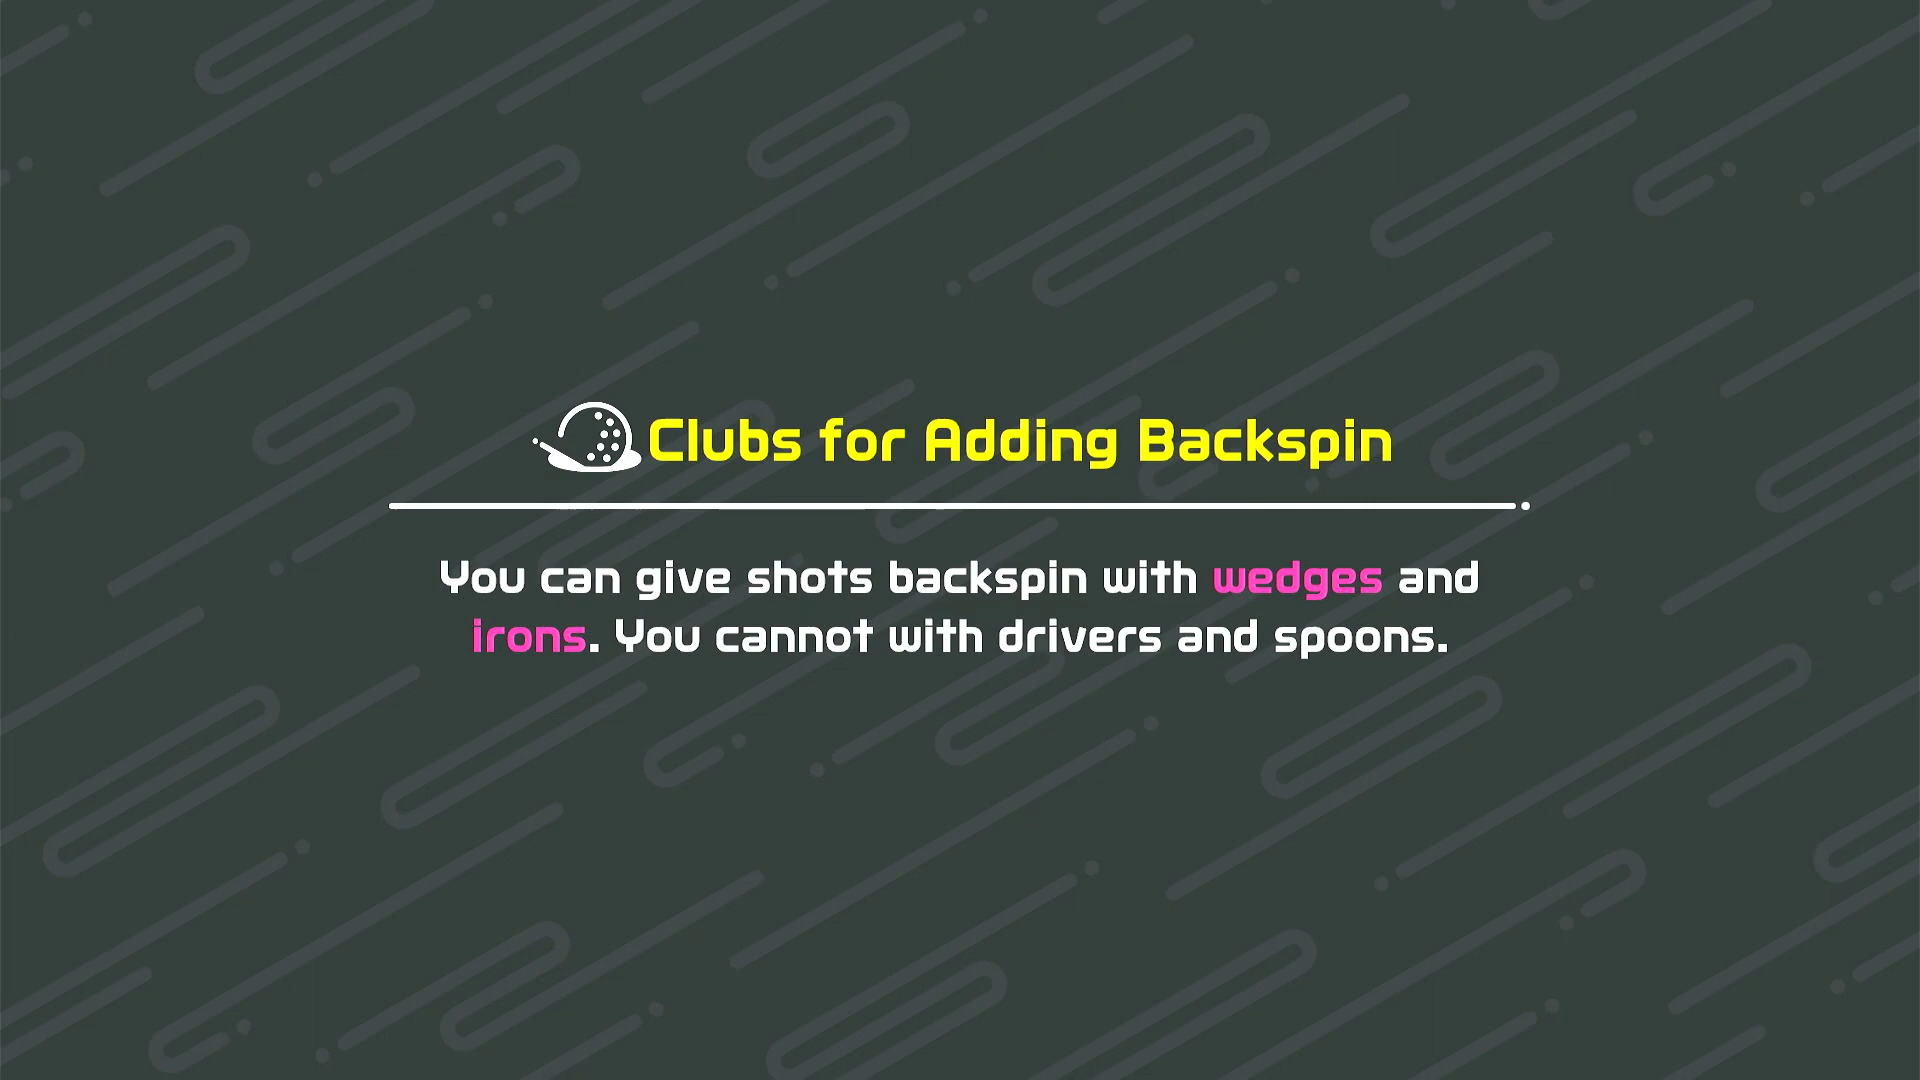 Clubs for Adding Backspin
You can give shots backspin with wedges and
irons. You cannot with drivers and spoons.